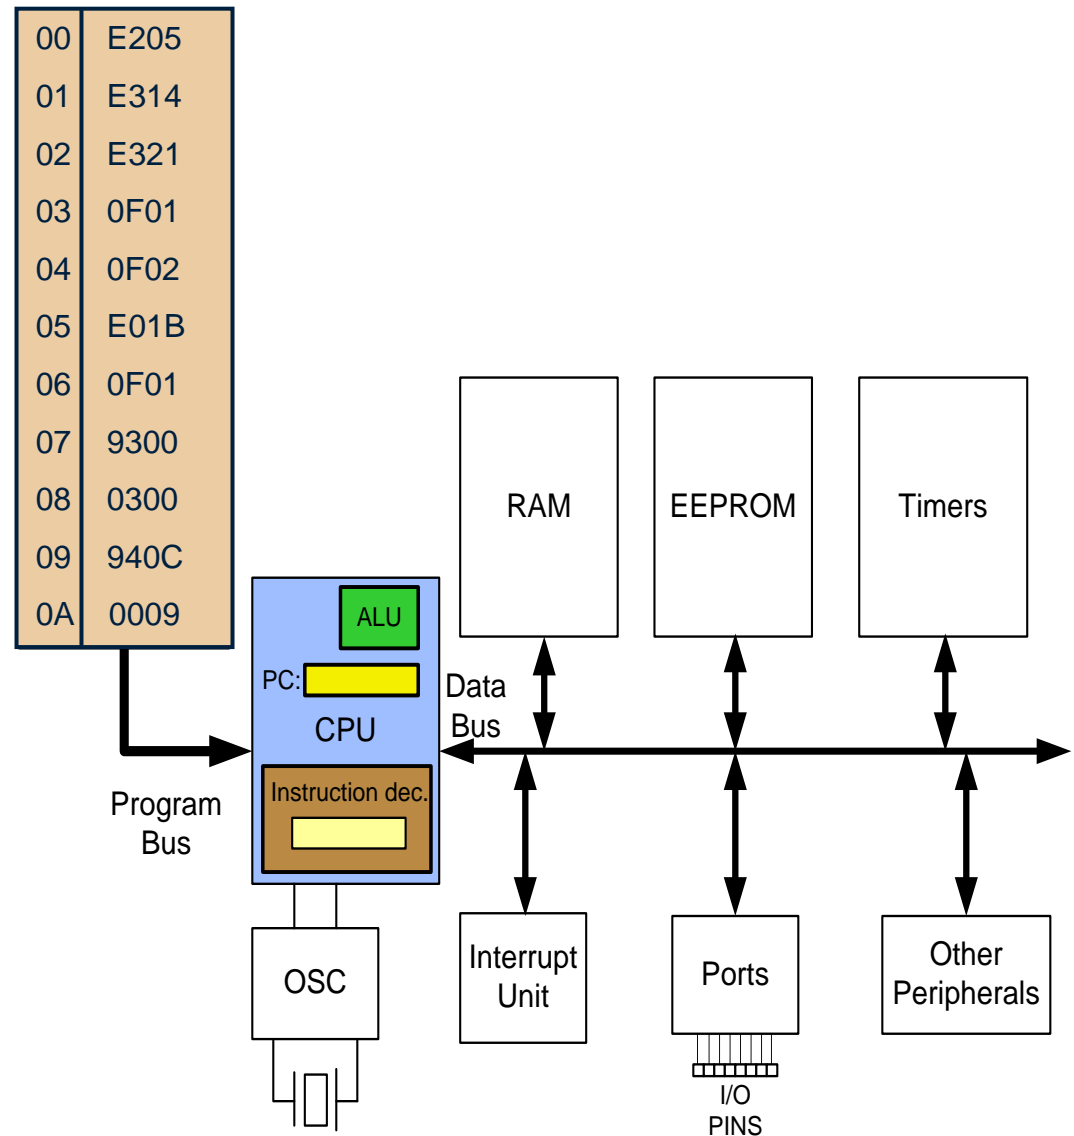 00 E205
01 E314
02 E321
03 0F01
04 0F02
05 E01B
06 0F01
07 9300
08 0300
09 940C
0A 0009
RAM
EEPROM
Timers
ALU
PC:
CPU
Instruction dec.
Data
Bus
Program
Bus
OSC
Interrupt
Unit
Ports
Other
Peripherals
I/O
PINS